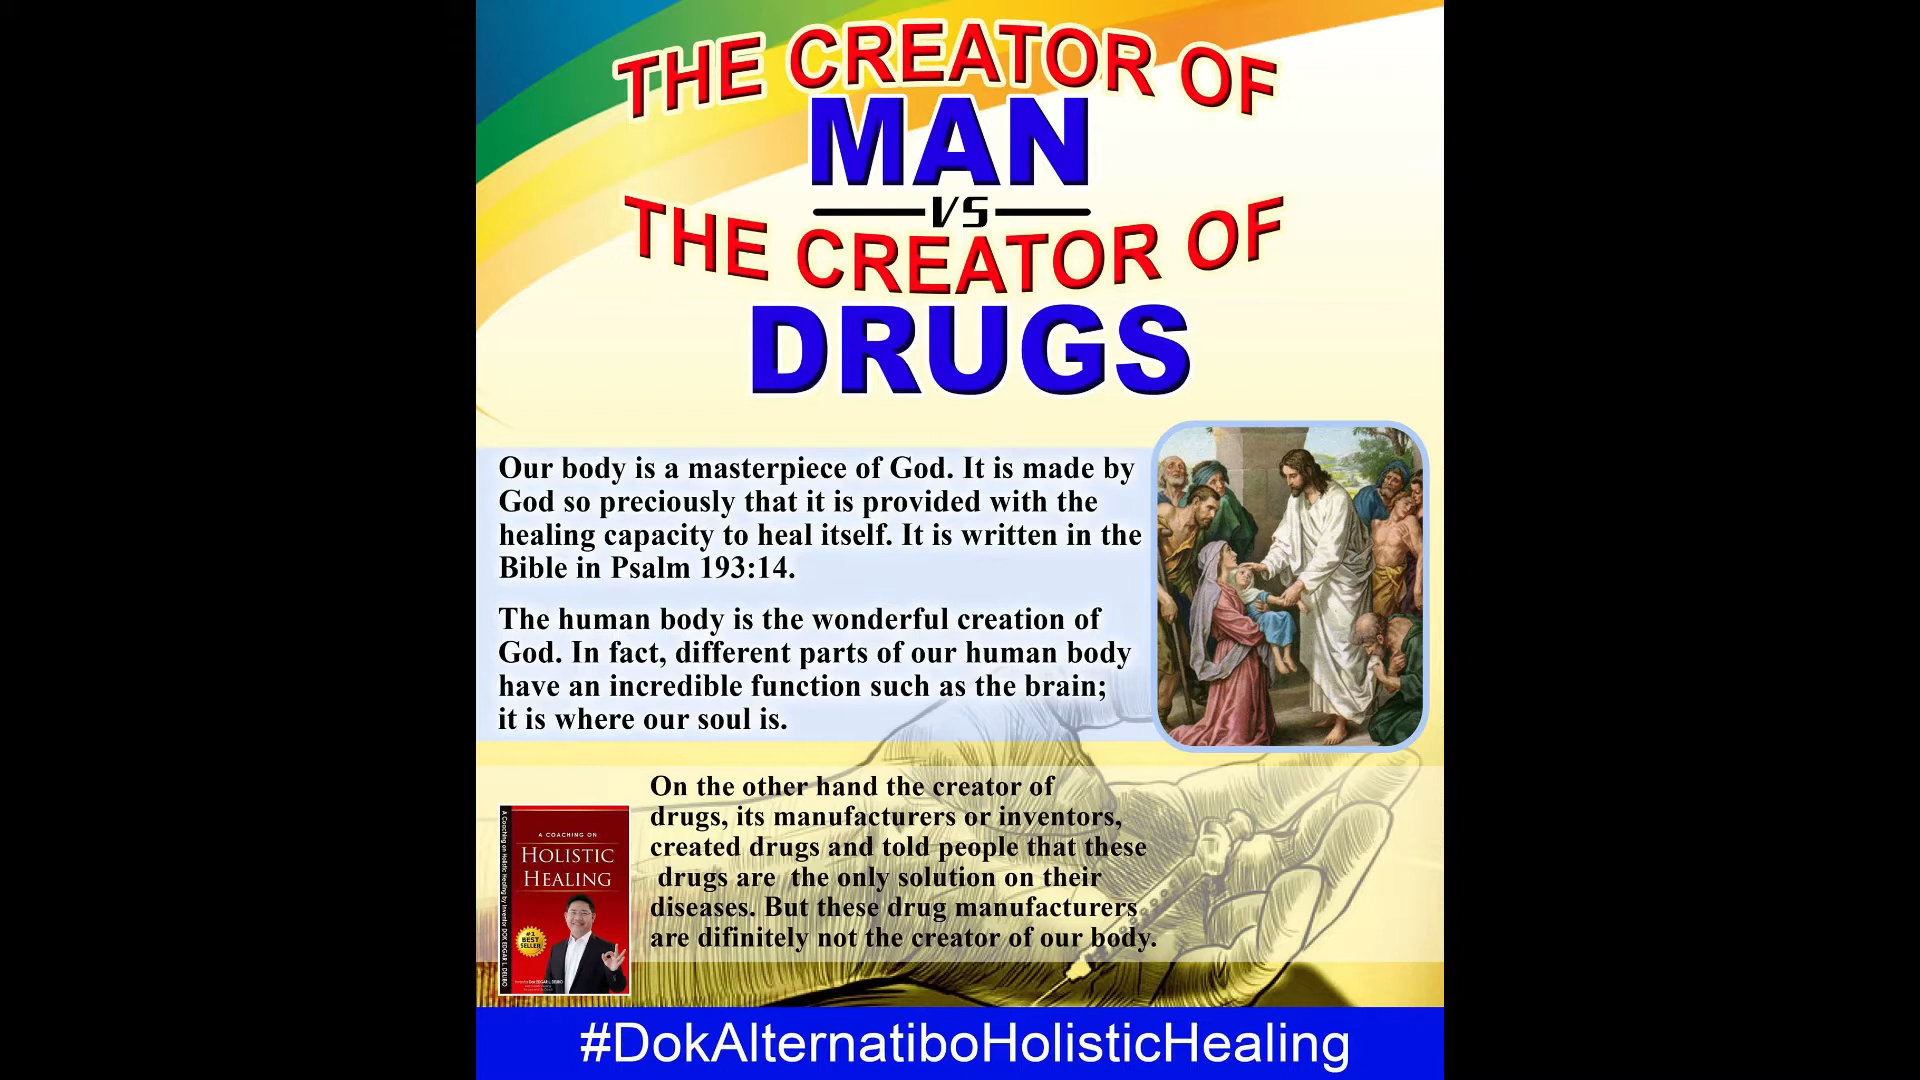 THE CREATOR OF
MAN
VS
THE CREATOR OF
DRUGS
Our body is a masterpiece of God. It is made by
God so preciously that it is provided with the
healing capacity to heal itself. It is written in the
Bible in Psalm 193:14.
The human body is the wonderful creation of
God. In fact, different parts of our human body
have an incredible function such as the brain;
it is where our soul is.
On the other hand the creator of
drugs, its manufacturers or inventors,
created drugs and told people that these
drugs are the only solution on their
diseases. But these drug manufacturers
are difinitely not the creator of our body.
A COACHING ON
HOLISTIC
HEALING
#1
BEST
SELLER
#DokAlternatiboHolisticHealing